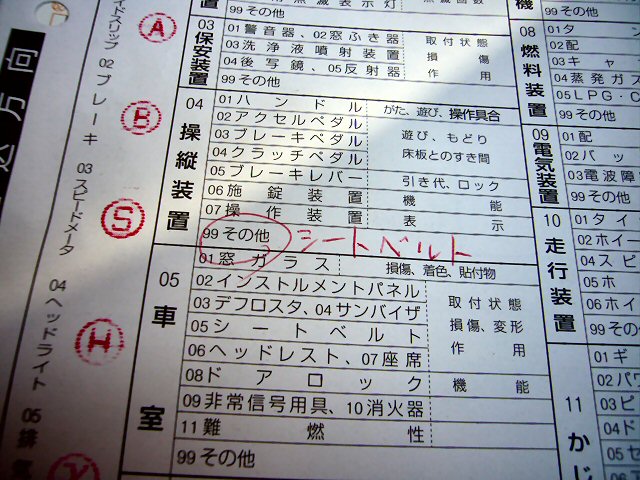 イドスリップ
02 ブレーキ
03 スピードメータ
04 ヘッドライト
05 排気
A
B
S
H
方向
03 保安装置
01 警音器、02 窓ふき器
03 洗浄液噴射装置
04 後写鏡、05 反射器
99 その他
取付状態
損傷
作用
04 操縦装置
01 ハンドル
がた、遊び、操作具合
02 アクセルペダル
03 ブレーキペダル
04 クラッチペダル
遊び、もどり
床板とのすき間
05 ブレーキレバー
引き代、ロック
06 施錠装置
機能
07 操作装置
表示
99 その他
シートベルト
05 車室
01 窓ガラス
損傷、着色、貼付物
02 インストルメントパネル
03 デフロスタ、04 サンバイザ
05 シートベルト
06 ヘッドレスト、07 座席
取付状態
損傷、変形
作用
08 ドアロック
機能
09 非常信号用具、10 消火器
11 難燃性
99 その他
99 その他
08 燃料装置
01 タン
02 配
03 キャ
04 蒸発ガ
05 LPG・C
99 その他
09 電気装置
01 配
02 バッ
03 電波障
99 その他
10 走行装置
01 タイ
02 ホイー
04 スピ
05 ホ
06 ホイ
99 その他
11 かじ
01 ギ
02 パワ
03 ピ
04 ド
05 セ